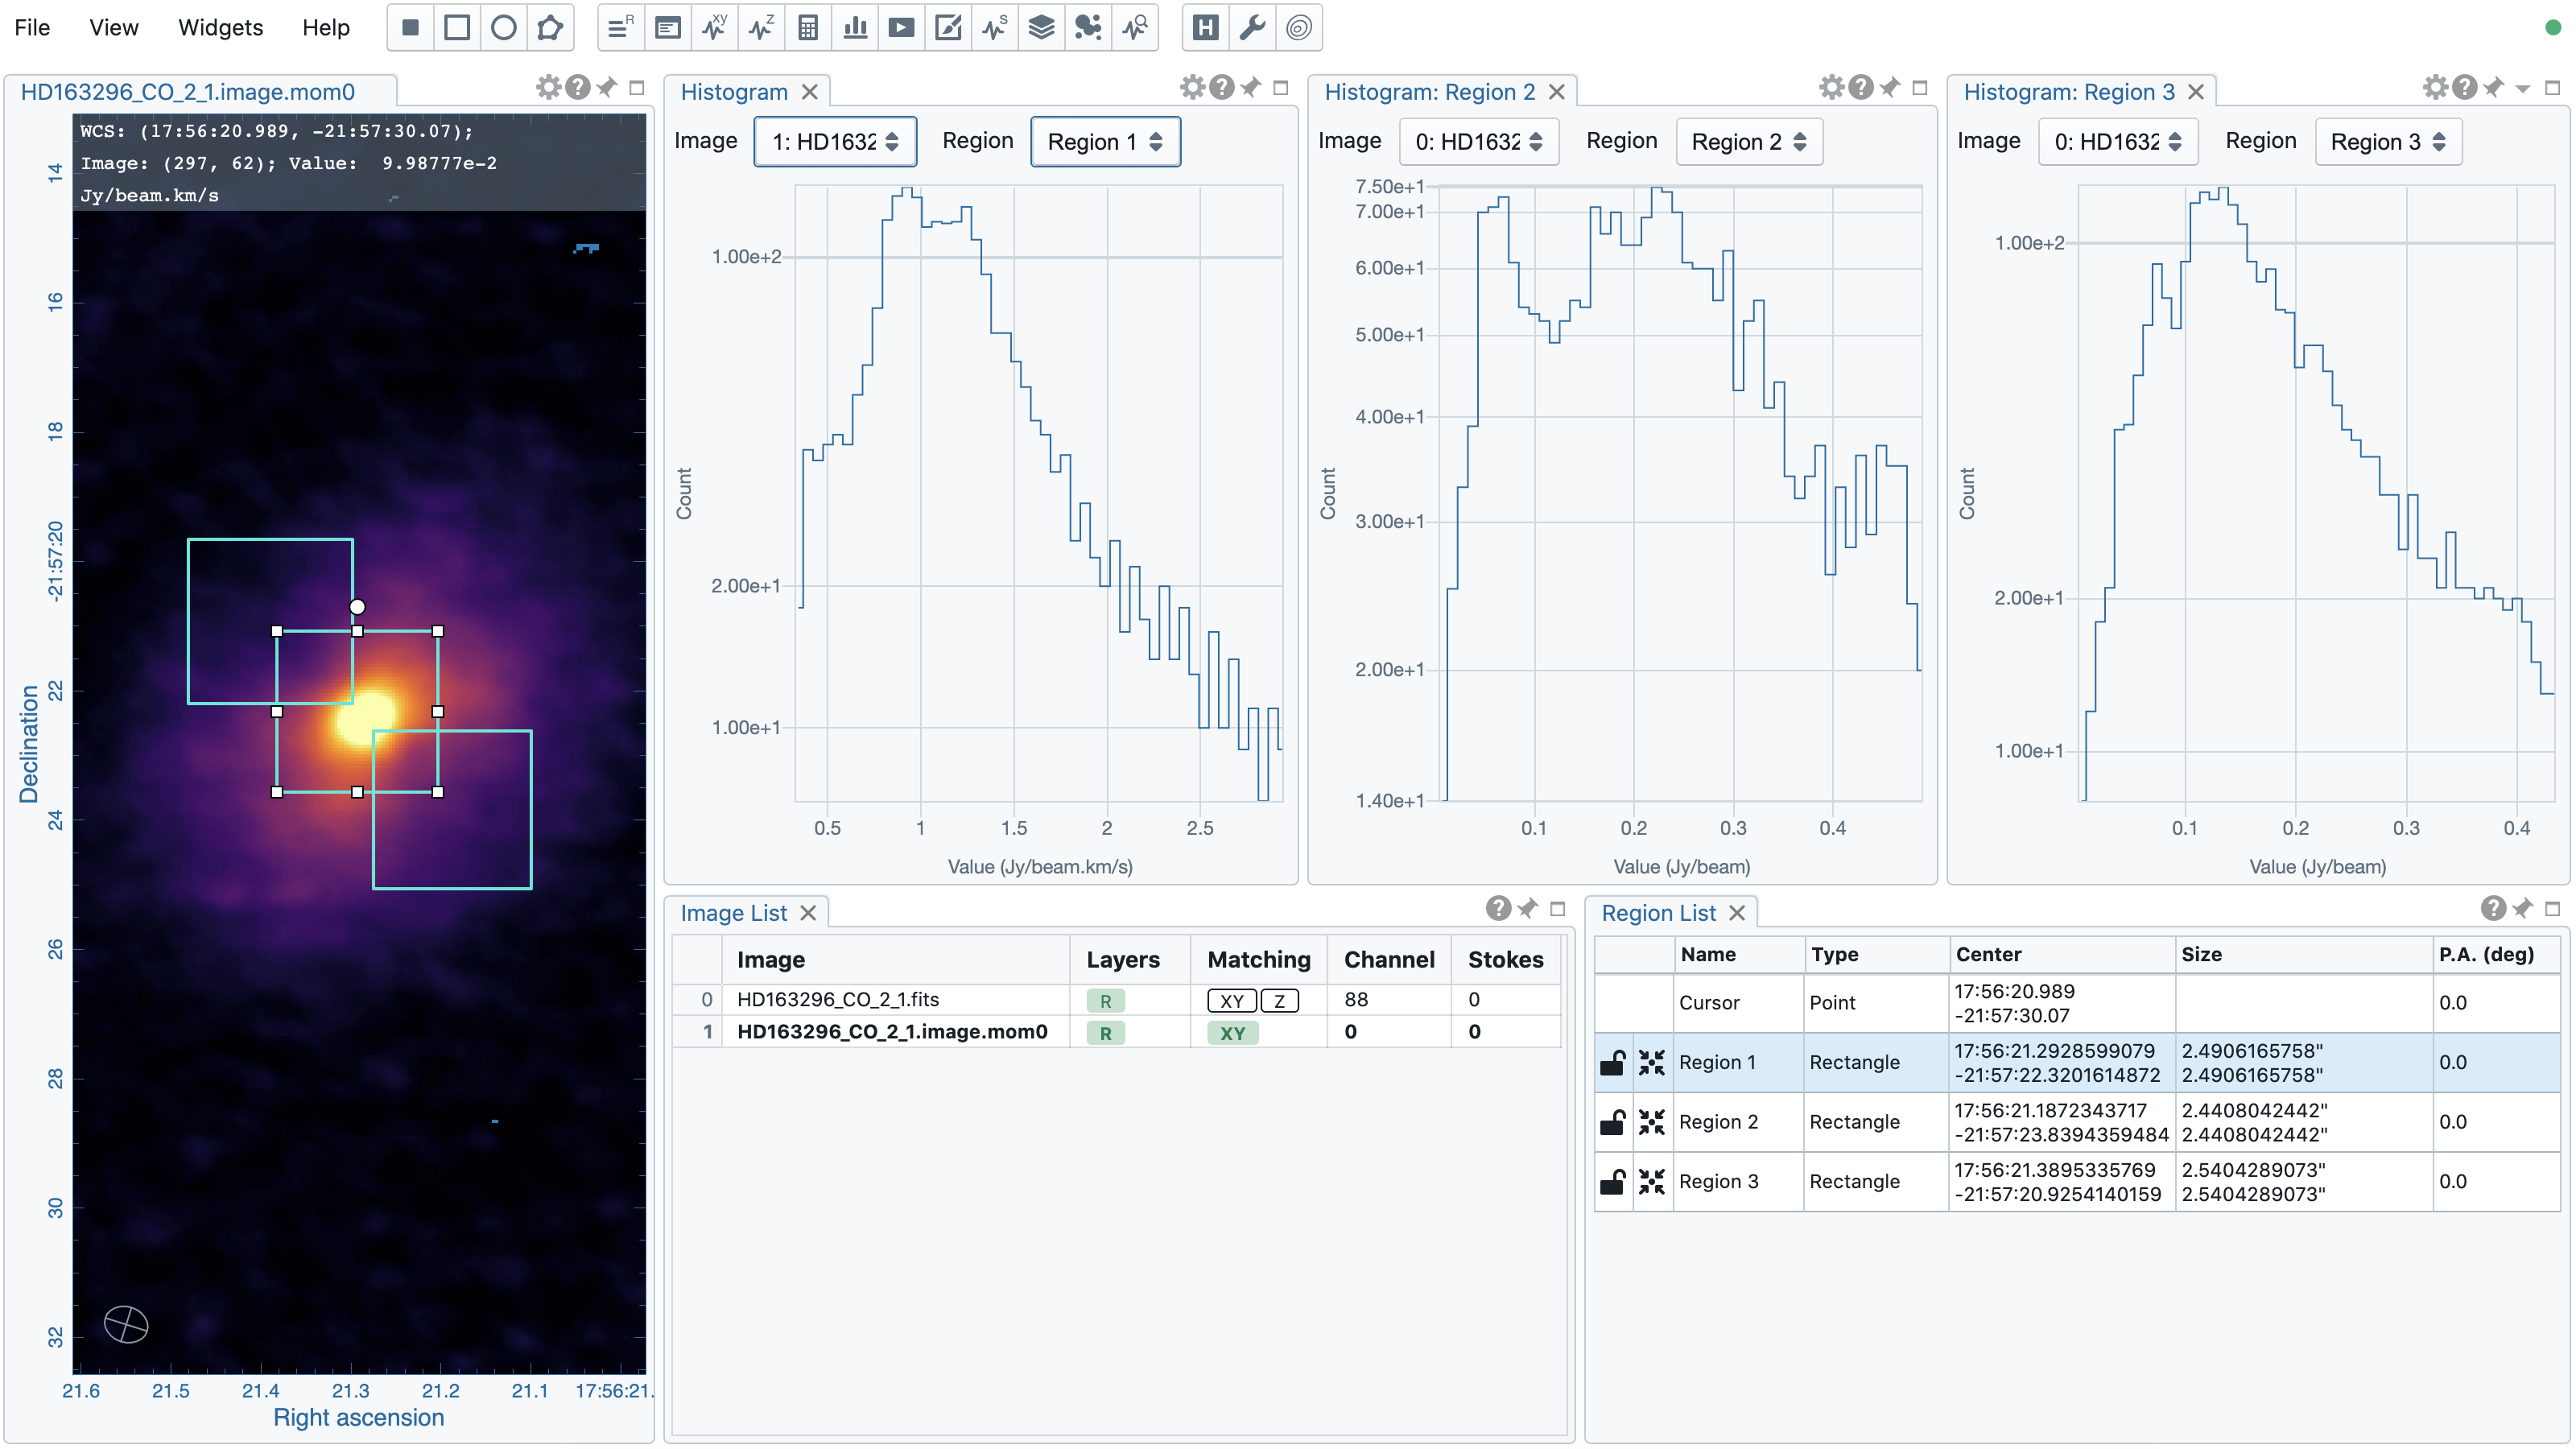 File View Widgets Help
R xy Z S H
HD163296_CO_2_1.image.mom0
WCS: (17:56:20.989, -21:57:30.07);
Image: (297, 62); Value: 9.98777e-2
Jy/beam.km/s
14
16
18
-21:57:20
22
24
26
28
30
32
Declination
21.6 21.5 21.4 21.3 21.2 21.1 17:56:21.
Right ascension
Histogram
Image 1: HD1632 Region Region 1
1.00e+2
2.00e+1
1.00e+1
Count
0.5 1 1.5 2 2.5
Value (Jy/beam.km/s)
Histogram: Region 2
Image 0: HD1632 Region Region 2
7.50e+1
7.00e+1
6.00e+1
5.00e+1
4.00e+1
3.00e+1
2.00e+1
1.40e+1
Count
0.1 0.2 0.3 0.4
Value (Jy/beam)
Histogram: Region 3
Image 0: HD1632 Region Region 3
1.00e+2
2.00e+1
1.00e+1
Count
0.1 0.2 0.3 0.4
Value (Jy/beam)
Image List
Image Layers Matching Channel Stokes
0 HD163296_CO_2_1.fits R XY Z 88 0
1 HD163296_CO_2_1.image.mom0 R XY 0 0
Region List
Name Type Center Size P.A. (deg)
Cursor Point 17:56:20.989 0.0
-21:57:30.07
Region 1 Rectangle 17:56:21.2928599079 2.4906165758" 0.0
-21:57:22.3201614872 2.4906165758"
Region 2 Rectangle 17:56:21.1872343717 2.4408042442" 0.0
-21:57:23.8394359484 2.4408042442"
Region 3 Rectangle 17:56:21.3895335769 2.5404289073" 0.0
-21:57:20.9254140159 2.5404289073"